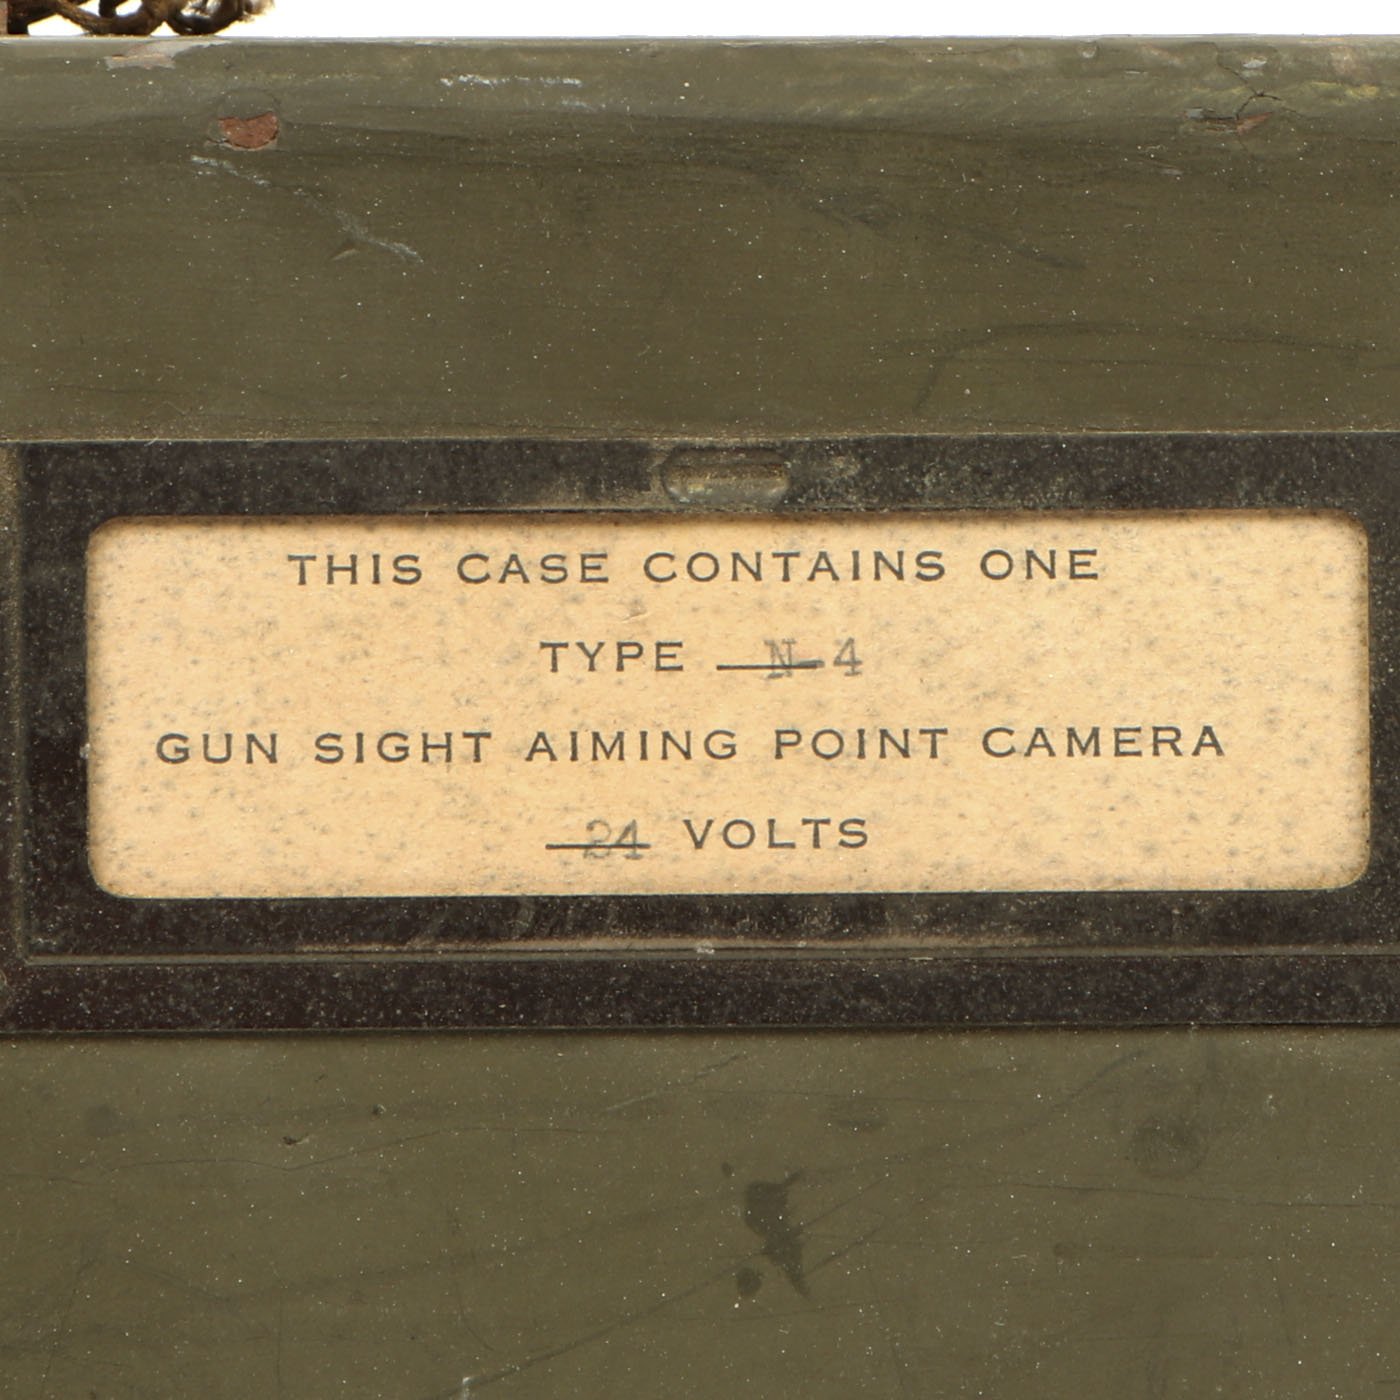 THIS CASE CONTAINS ONE
TYPE N-4
GUN SIGHT AIMING POINT CAMERA
24 VOLTS